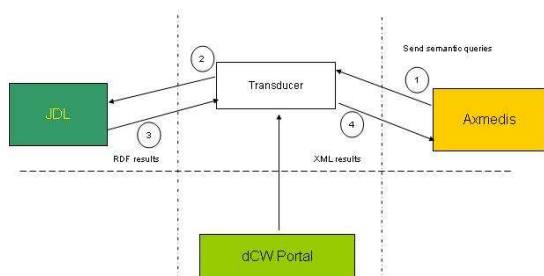 Send semantic queries
2
1
Transducer
JDL
Axmedis
3
4
RDF results
XML results
dCW Portal